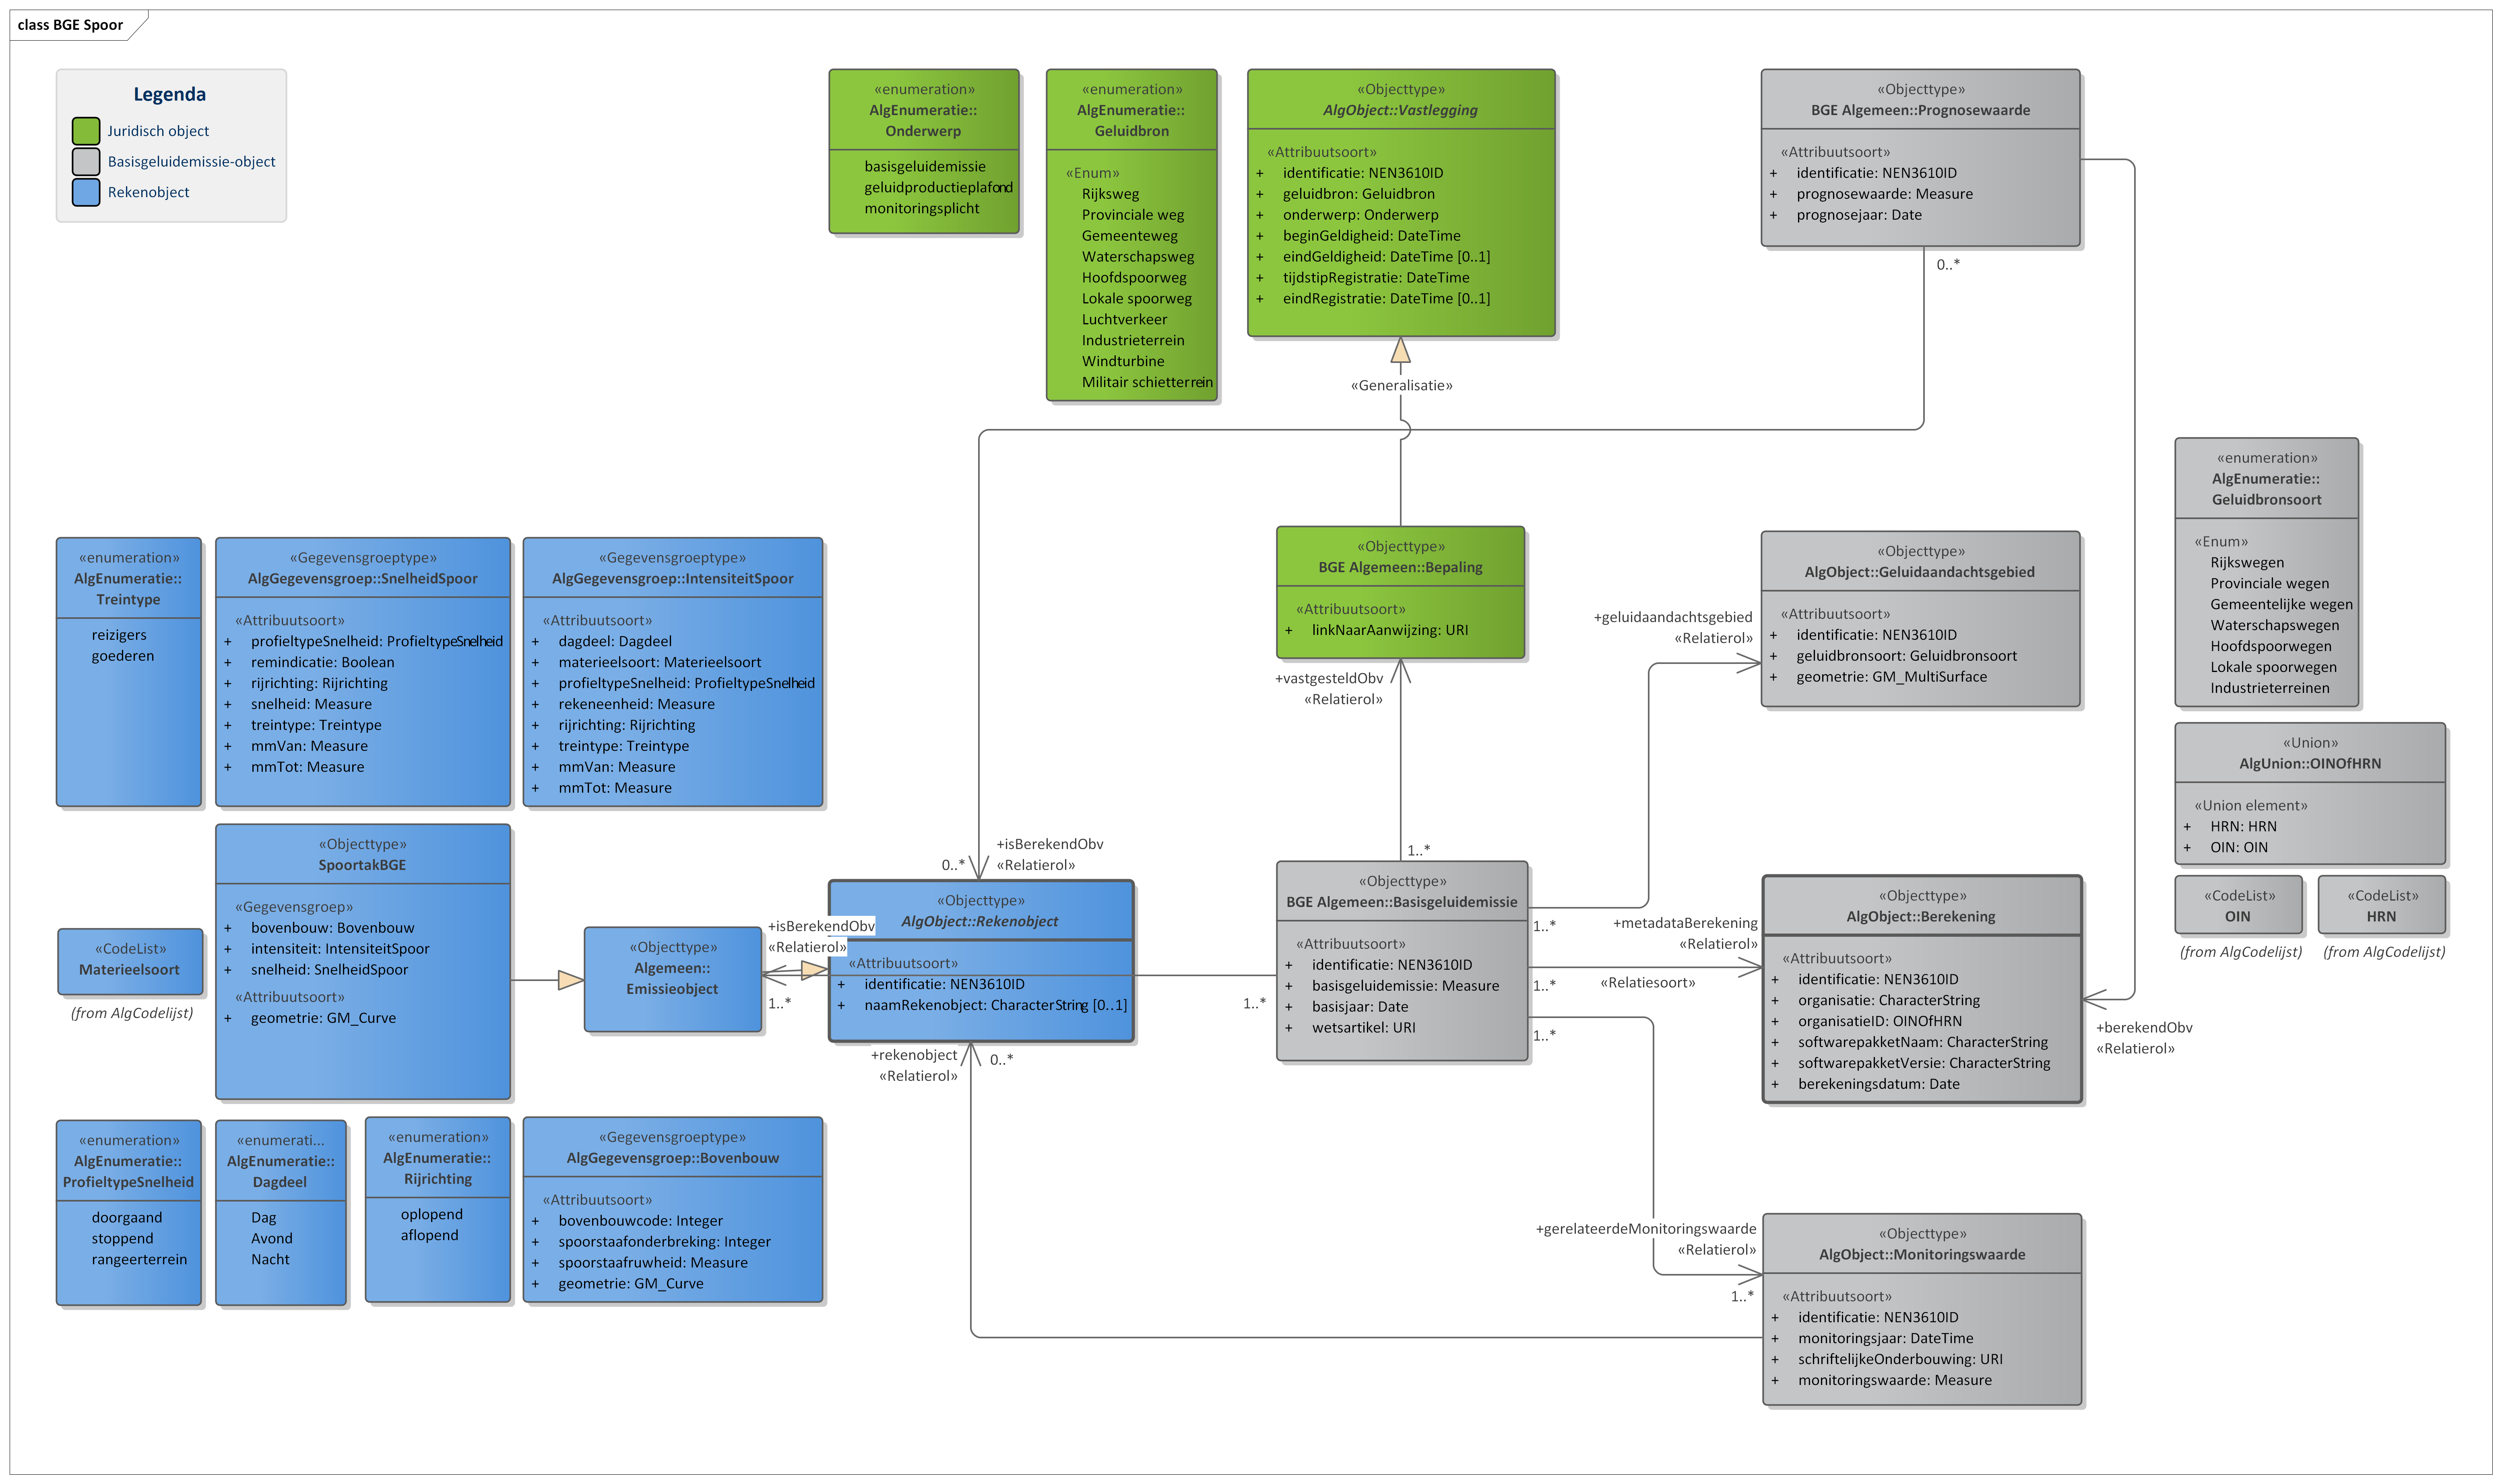 class BGE Spoor
Legenda
Juridisch object
Basisgeluidemissie-object
Rekenobject
«enumeration»
AlgEnumeratie::
Onderwerp
basisgeluidemissie
geluidproductieplafond
monitoringsplicht
«enumeration»
AlgEnumeratie::
Geluidbron
«Enum»
Rijksweg
Provinciale weg
Gemeenteweg
Waterschapsweg
Hoofdspoorweg
Lokale spoorweg
Luchtverkeer
Industrieterrein
Windturbine
Militair schietterrein
«Objecttype»
AlgObject::Vastlegging
«Attribuutsoort»
+ identificatie: NEN3610ID
+ geluidbron: Geluidbron
+ onderwerp: Onderwerp
+ beginGeldigheid: DateTime
+ eindGeldigheid: DateTime [0..1]
+ tijdstipRegistratie: DateTime
+ eindRegistratie: DateTime [0..1]
«Objecttype»
BGE Algemeen::Prognosewaarde
«Attribuutsoort»
+ identificatie: NEN3610ID
+ prognosewaarde: Measure
+ prognosejaar: Date
0..*
«Generalisatie»
«enumeration»
AlgEnumeratie::
Geluidbronsoort
«Enum»
Rijkswegen
Provinciale wegen
Gemeentelijke wegen
Waterschapswegen
Hoofdspoorwegen
Lokale spoorwegen
Industrieterreinen
«enumeration»
AlgEnumeratie::
Treintype
reizigers
goederen
«Gegevensgroeptype»
AlgGegevensgroep::SnelheidSpoor
«Attribuutsoort»
+ profieltypeSnelheid: ProfieltypeSnelheid
+ remindicatie: Boolean
+ rijrichting: Rijrichting
+ snelheid: Measure
+ treintype: Treintype
+ mmVan: Measure
+ mmTot: Measure
«Gegevensgroeptype»
AlgGegevensgroep::IntensiteitSpoor
«Attribuutsoort»
+ dagdeel: Dagdeel
+ materieelsoort: Materieelsoort
+ profieltypeSnelheid: ProfieltypeSnelheid
+ rekeneenheid: Measure
+ rijrichting: Rijrichting
+ treintype: Treintype
+ mmVan: Measure
+ mmTot: Measure
«Objecttype»
BGE Algemeen::Bepaling
«Attribuutsoort»
+ linkNaarAanwijzing: URI
+vastgesteldObv
«Relatierol»
1..*
«Objecttype»
AlgObject::Geluidaandachtsgebied
«Attribuutsoort»
+ identificatie: NEN3610ID
+ geluidbronsoort: Geluidbronsoort
+ geometrie: GM_MultiSurface
+geluidaandachtsgebied
«Relatierol»
«Union»
AlgUnion::OINOfHRN
«Union element»
+ HRN: HRN
+ OIN: OIN
«CodeList»
OIN
(from AlgCodelijst)
«CodeList»
HRN
(from AlgCodelijst)
«CodeList»
Materieelsoort
(from AlgCodelijst)
«Objecttype»
SpoortakBGE
«Gegevensgroep»
+ bovenbouw: Bovenbouw
+ intensiteit: IntensiteitSpoor
+ snelheid: SnelheidSpoor
«Attribuutsoort»
+ geometrie: GM_Curve
«Objecttype»
Algemeen::
Emissieobject
+isBerekendObv
«Relatierol»
1..*
0..*
+isBerekendObv
«Relatierol»
«Objecttype»
AlgObject::Rekenobject
«Attribuutsoort»
+ identificatie: NEN3610ID
+ naamRekenobject: CharacterString [0..1]
+rekenobject
«Relatierol»
0..*
1..*
«Objecttype»
BGE Algemeen::Basisgeluidemissie
«Attribuutsoort»
+ identificatie: NEN3610ID
+ basisgeluidemissie: Measure
+ basisjaar: Date
+ wetsartikel: URI
1..*
+metadataBerekening
«Relatierol»
1..*
«Relatiesoort»
1..*
«Objecttype»
AlgObject::Berekening
«Attribuutsoort»
+ identificatie: NEN3610ID
+ organisatie: CharacterString
+ organisatieID: OINOfHRN
+ softwarepakketNaam: CharacterString
+ softwarepakketVersie: CharacterString
+ berekeningsdatum: Date
+berekendObv
«Relatierol»
«enumeration»
AlgEnumeratie::
ProfieltypeSnelheid
doorgaand
stoppend
rangeerterrein
«enumerati...
AlgEnumeratie::
Dagdeel
Dag
Avond
Nacht
«enumeration»
AlgEnumeratie::
Rijrichting
oplopend
aflopend
«Gegevensgroeptype»
AlgGegevensgroep::Bovenbouw
«Attribuutsoort»
+ bovenbouwcode: Integer
+ spoorstaafonderbreking: Integer
+ spoorstaafruwheid: Measure
+ geometrie: GM_Curve
+gerelateerdeMonitoringswaarde
«Relatierol»
1..*
«Objecttype»
AlgObject::Monitoringswaarde
«Attribuutsoort»
+ identificatie: NEN3610ID
+ monitoringsjaar: DateTime
+ schriftelijkeOnderbouwing: URI
+ monitoringswaarde: Measure